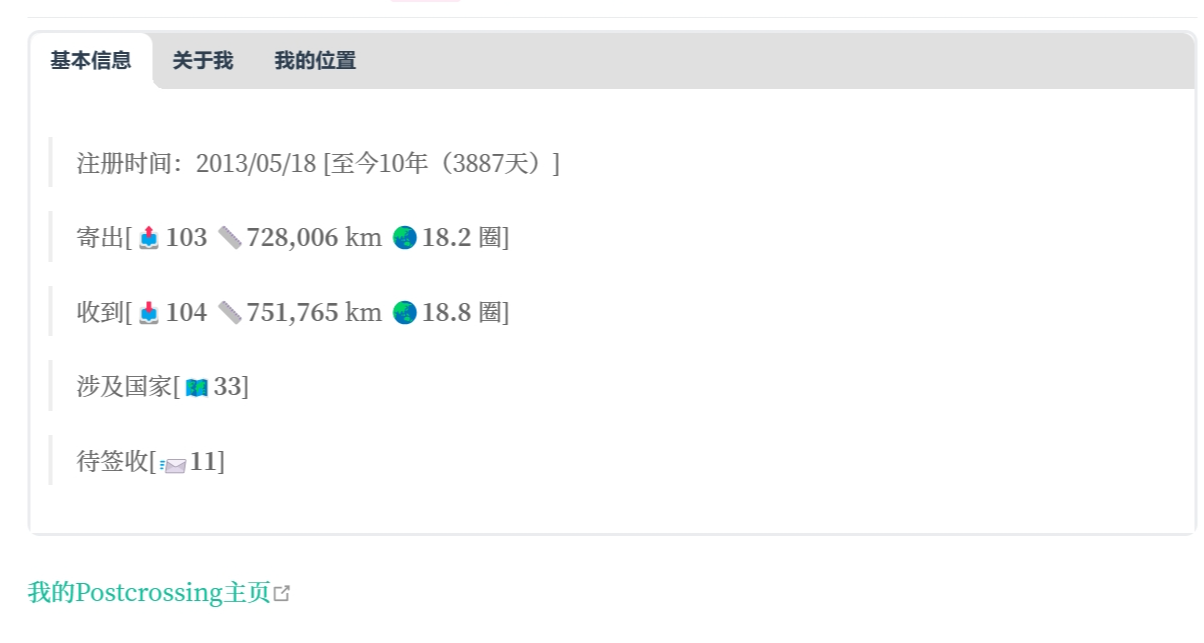 基本信息 关于我 我的位置
注册时间：2013/05/18 [至今10年（3887天）]
寄出[📤103 📏728,006 km 🌏18.2 圈]
收到[📥104 📏751,765 km 🌏18.8 圈]
涉及国家[🗺️33]
待签收[📨11]
我的Postcrossing主页